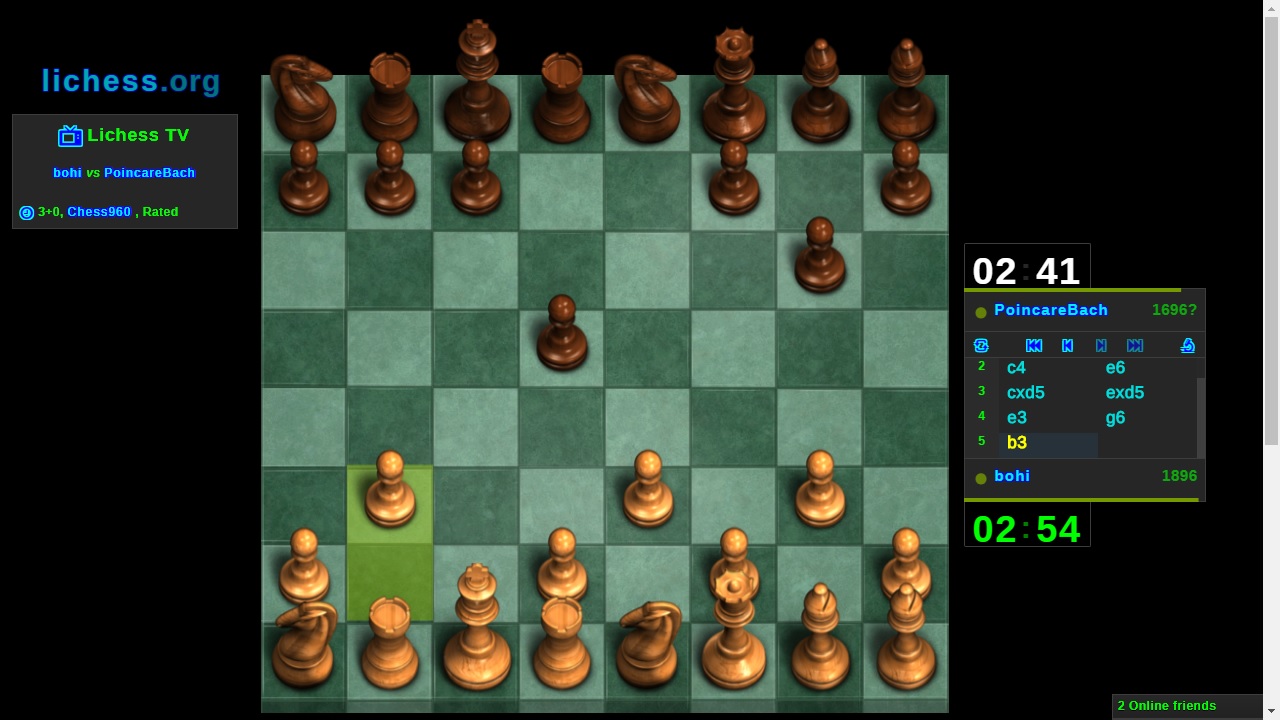 lichess.org
Lichess TV
bohi vs PoincareBach
3+0, Chess960 , Rated
02:41
PoincareBach 1696?
2 c4 e6
3 cxd5 exd5
4 e3 g6
5 b3
bohi 1896
02:54
2 Online friends